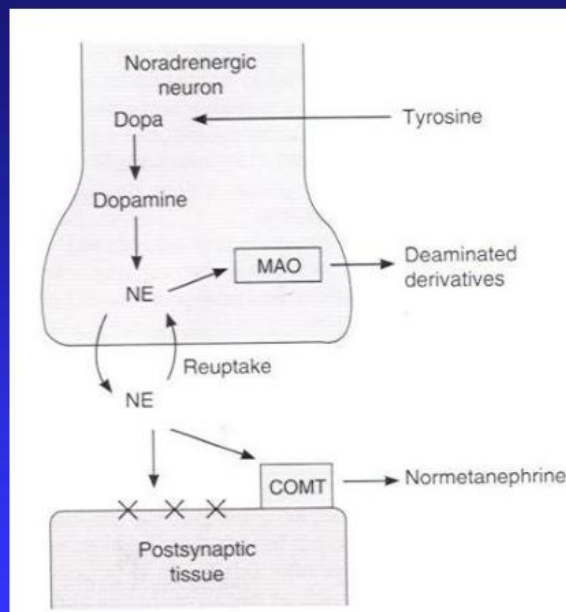 Noradrenergic
neuron
Dopa
Tyrosine
Dopamine
MAO
Deaminated
derivatives
NE
Reuptake
NE
COMT
Normetanephrine
Postsynaptic
tissue